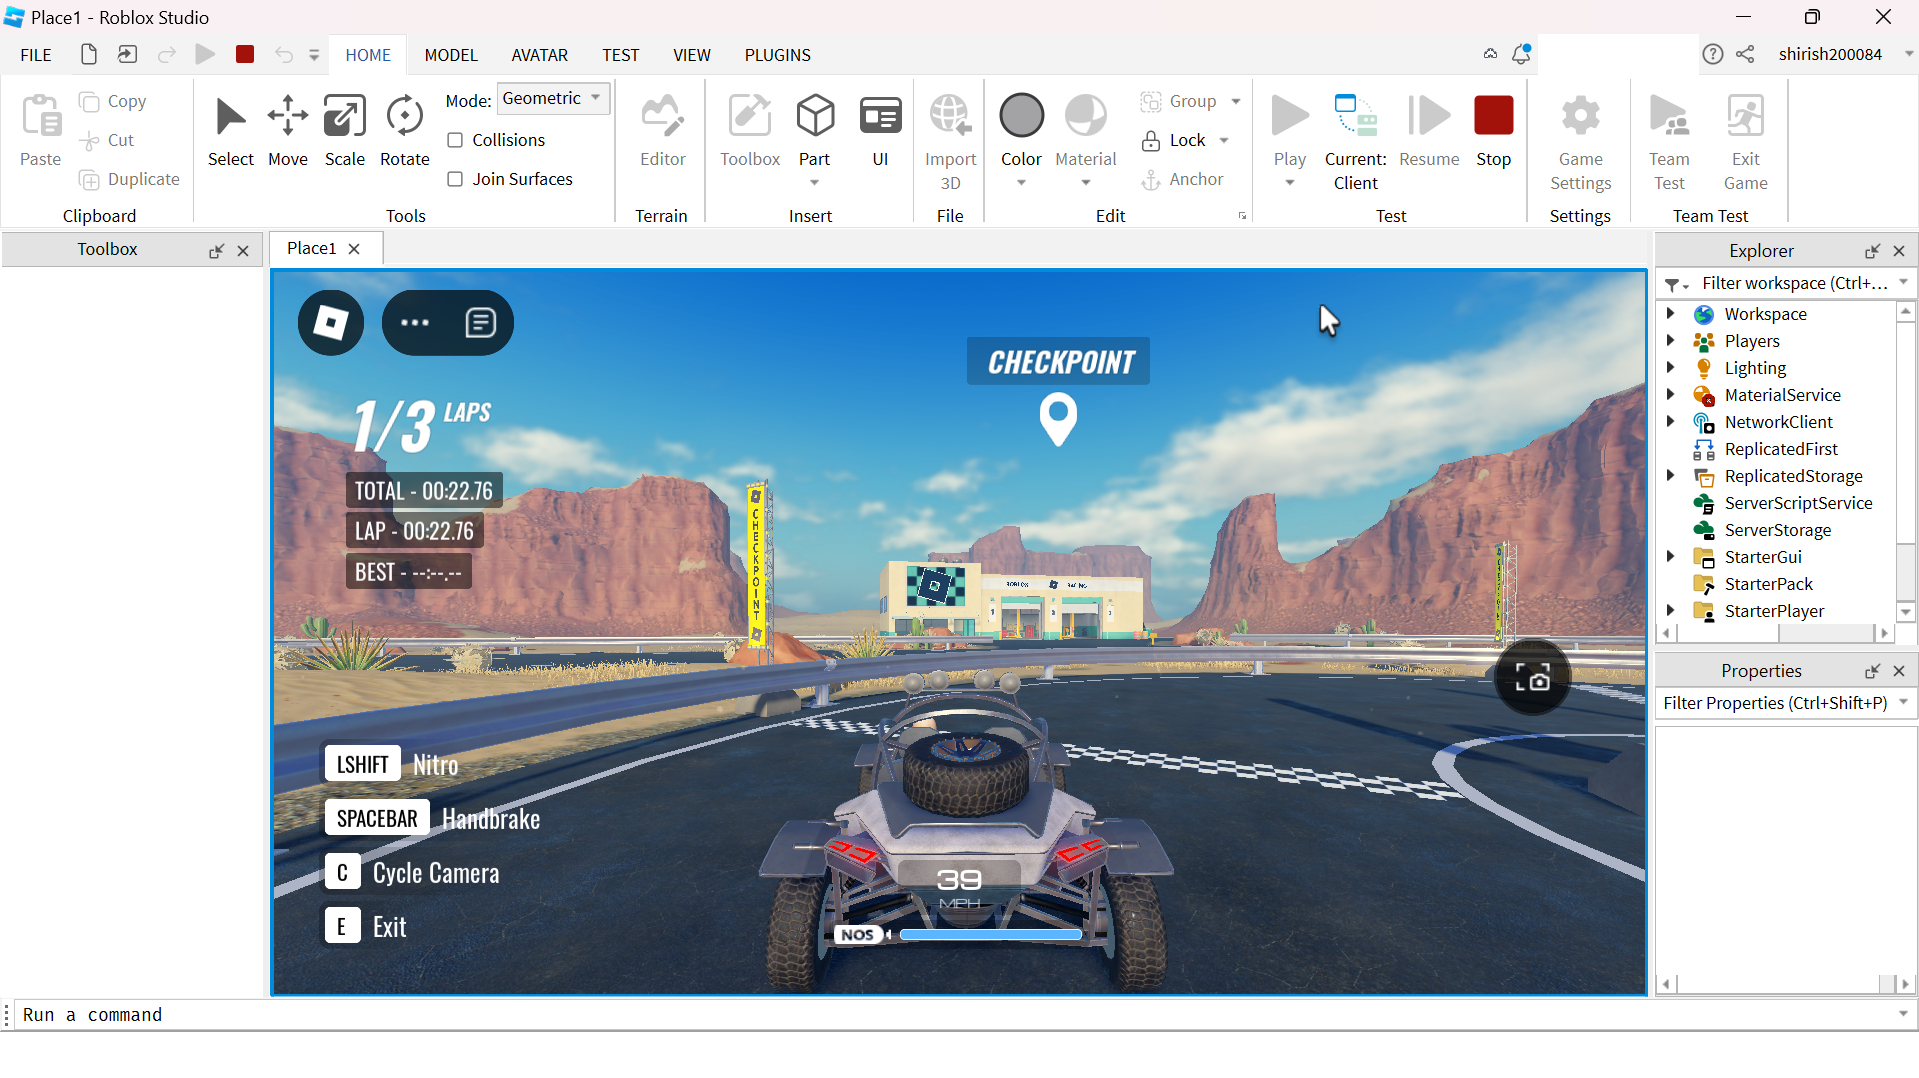 Place1 - Roblox Studio
FILE
HOME
MODEL
AVATAR
TEST
VIEW
PLUGINS
shirish200084
Paste
Copy
Cut
Duplicate
Clipboard
Select
Move
Scale
Rotate
Mode: Geometric
Collisions
Join Surfaces
Tools
Editor
Terrain
Toolbox
Part
UI
Insert
Import
3D
File
Color
Material
Group
Lock
Anchor
Edit
Play
Current:
Client
Resume
Stop
Test
Game
Settings
Settings
Team
Test
Exit
Game
Team Test
Toolbox
Place1
Explorer
Filter workspace (Ctrl+...
Workspace
Players
Lighting
MaterialService
NetworkClient
ReplicatedFirst
ReplicatedStorage
ServerScriptService
ServerStorage
StarterGui
StarterPack
StarterPlayer
Properties
Filter Properties (Ctrl+Shift+P)
CHECKPOINT
1/3 LAPS
TOTAL - 00:22.76
LAP - 00:22.76
BEST - --:--.--
CHECKPOINT
ROBLOX RACING
1
2
3
LSHIFT Nitro
SPACEBAR Handbrake
C Cycle Camera
E Exit
39
MPH
NOS
Run a command